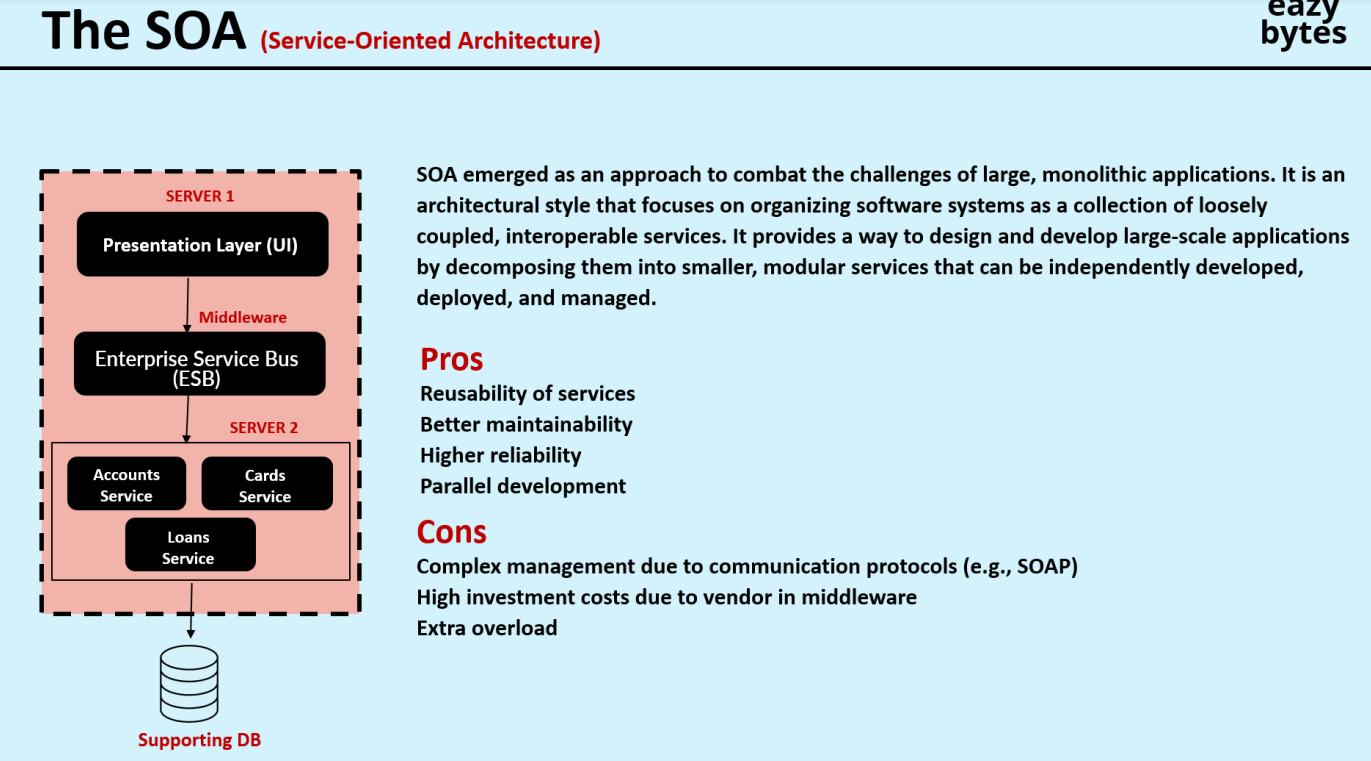 The SOA (Service-Oriented Architecture)
eazy
bytes
SERVER 1
Presentation Layer (UI)
Middleware
Enterprise Service Bus
(ESB)
SERVER 2
Accounts
Service
Cards
Service
Loans
Service
Supporting DB
SOA emerged as an approach to combat the challenges of large, monolithic applications. It is an
architectural style that focuses on organizing software systems as a collection of loosely
coupled, interoperable services. It provides a way to design and develop large-scale applications
by decomposing them into smaller, modular services that can be independently developed,
deployed, and managed.
Pros
Reusability of services
Better maintainability
Higher reliability
Parallel development
Cons
Complex management due to communication protocols (e.g., SOAP)
High investment costs due to vendor in middleware
Extra overload